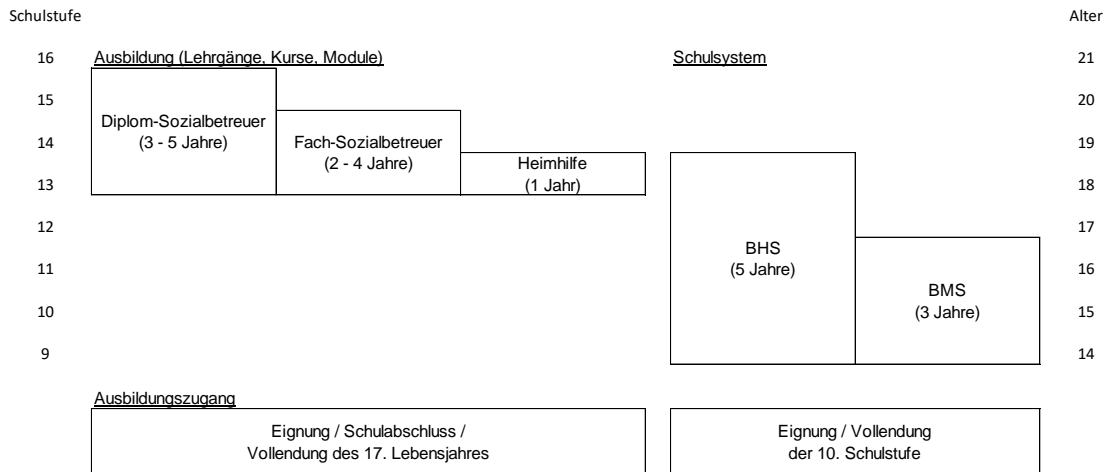 Schulstufe
Alter
16 Ausbildung (Lehrgänge, Kurse, Module) Schulsystem 21
15 20
Diplom-Sozialbetreuer
(3 - 5 Jahre)
14 19
Fach-Sozialbetreuer
(2 - 4 Jahre)
Heimhilfe
(1 Jahr)
13 18
12 17
BHS
(5 Jahre)
11 16
BMS
(3 Jahre)
10 15
9 14
Ausbildungszugang
Eignung / Schulabschluss /
Vollendung des 17. Lebensjahres
Eignung / Vollendung
der 10. Schulstufe